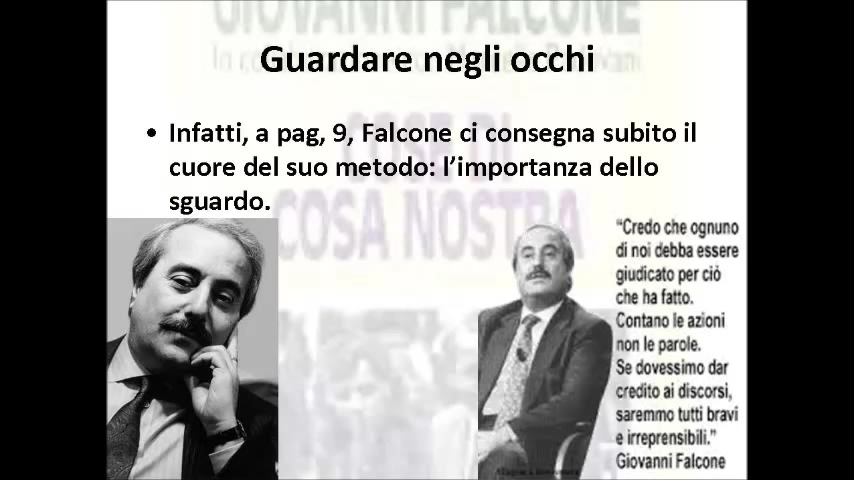 GIOVANNI FALCONE
Guardare negli occhi
• Infatti, a pag, 9, Falcone ci consegna subito il
cuore del suo metodo: l’importanza dello
sguardo.
COSE DI
COSA NOSTRA
“Credo che ognuno
di noi debba essere
giudicato per ciò
che ha fatto.
Contano le azioni
non le parole.
Se dovessimo dar
credito ai discorsi,
saremmo tutti bravi
e irreprensibili.”
Giovanni Falcone